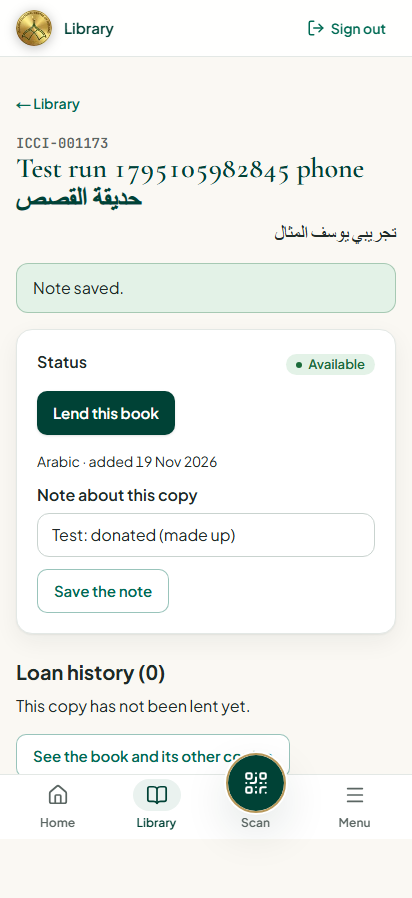 Library
Sign out
← Library
ICCI-001173
Test run 1795105982845 phone
حديقة القصص
تجريبي يوسف المثال
Note saved.
Status
Available
Lend this book
Arabic · added 19 Nov 2026
Note about this copy
Test: donated (made up)
Save the note
Loan history (0)
This copy has not been lent yet.
See the book and its other
Home
Library
Scan
Menu